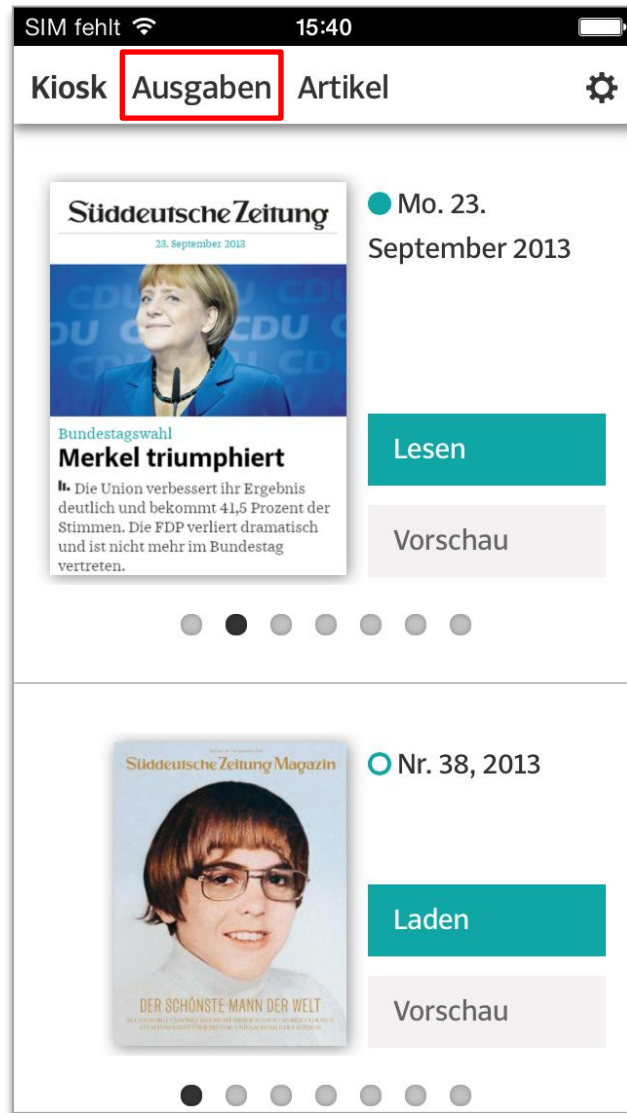 SIM fehlt 15:40
Kiosk Ausgaben Artikel
Süddeutsche Zeitung
23. September 2013
CDU CDU
Bundestagswahl
Merkel triumphiert
Die Union verbessert ihr Ergebnis
deutlich und bekommt 41,5 Prozent der
Stimmen. Die FDP verliert dramatisch
und ist nicht mehr im Bundestag
vertreten.
Mo. 23.
September 2013
Lesen
Vorschau
Süddeutsche Zeitung Magazin
DER SCHÖNSTE MANN DER WELT
Nr. 38, 2013
Laden
Vorschau